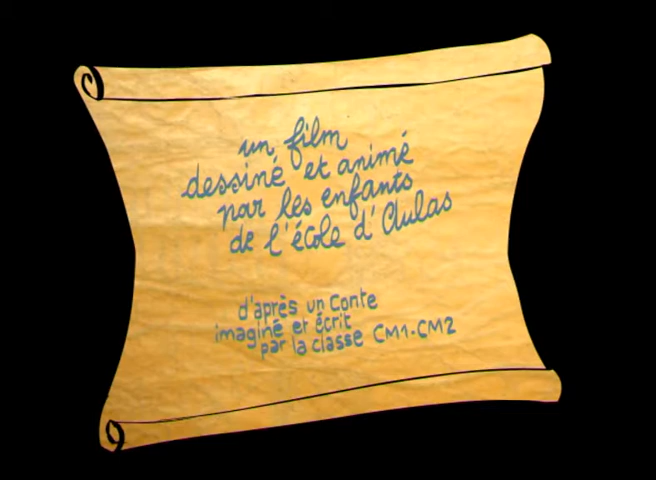 un film
dessiné et animé
par les enfants
de l'école d'Aulas
d'après un Conte
imaginé et écrit
par la classe CM1-CM2